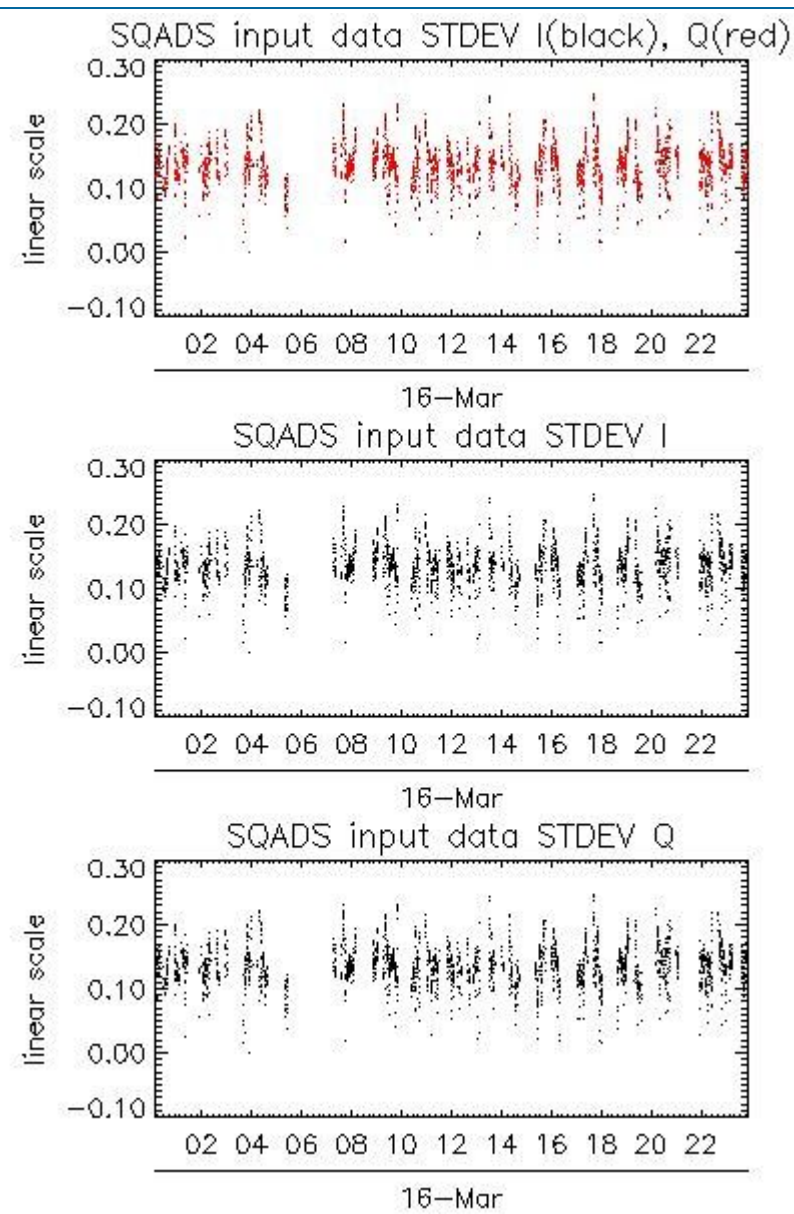 SQADS input data STDEV I(black), Q(red)
0.30
0.20
0.10
0.00
−0.10
linear scale
02 04 06 08 10 12 14 16 18 20 22
16−Mar
SQADS input data STDEV I
0.30
0.20
0.10
0.00
−0.10
linear scale
02 04 06 08 10 12 14 16 18 20 22
16−Mar
SQADS input data STDEV Q
0.30
0.20
0.10
0.00
−0.10
linear scale
02 04 06 08 10 12 14 16 18 20 22
16−Mar